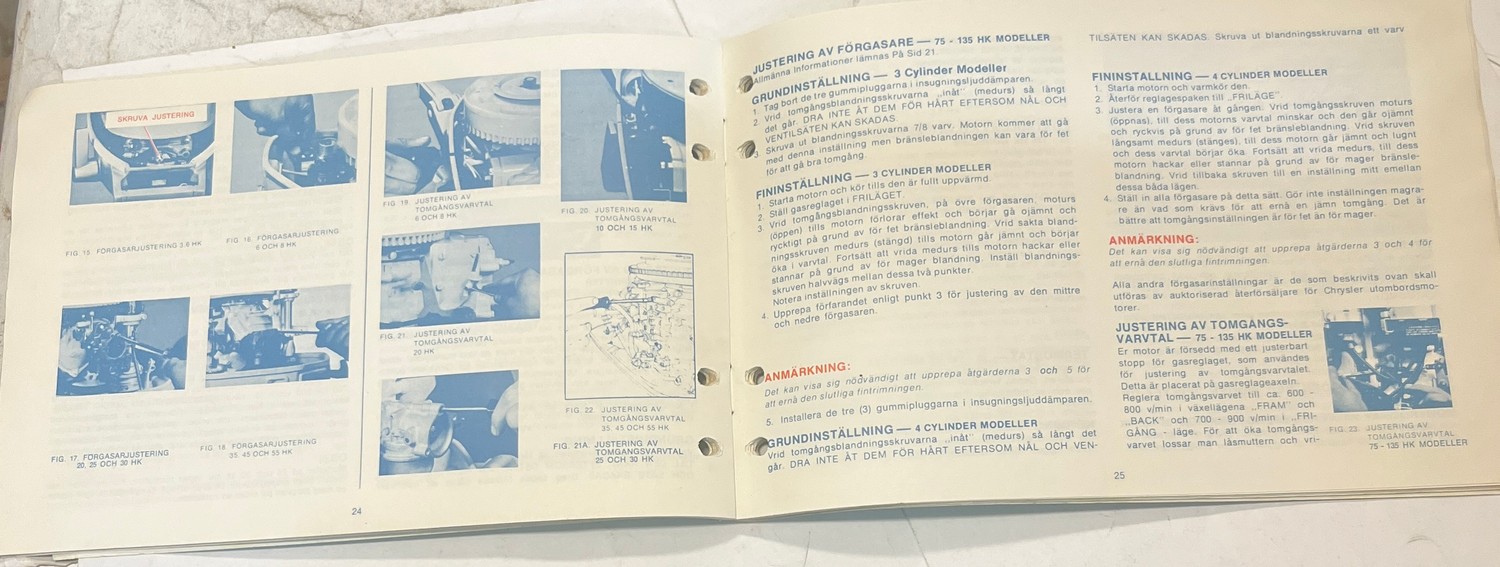 SKRUVA JUSTERING
FIG. 15. FÖRGASARJUSTERING 3,6 HK
FIG. 16. FÖRGASARJUSTERING
6 OCH 8 HK
FIG. 17. FÖRGASARJUSTERING
20, 25 OCH 30 HK
FIG. 18. FÖRGASARJUSTERING
35, 45 OCH 55 HK
FIG. 19. JUSTERING AV
TOMGÅNGSVARVTAL
6 OCH 8 HK
FIG. 20. JUSTERING AV
TOMGÅNGSVARVTAL
10 OCH 15 HK
FIG. 21. JUSTERING AV
TOMGÅNGSVARVTAL
20 HK
FIG. 22. JUSTERING AV
TOMGÅNGSVARVTAL
35, 45 OCH 55 HK
FIG. 21A. JUSTERING AV
TOMGANGSVARVTAL
25 OCH 30 HK
24
JUSTERING AV FÖRGASARE — 75 - 135 HK MODELLER
Allmänna Informationer lämnas På Sid 21.
GRUNDINSTÄLLNING — 3 Cylinder Modeller
1. Tag bort de tre gummipluggarna i insugningsljuddämparen.
2. Vrid tomgångsblandningsskruvarna „inåt" (medurs) så långt
det går. DRA INTE ÅT DEM FÖR HÅRT EFTERSOM NÅL OCH
VENTILSÄTEN KAN SKADAS.
3. Skruva ut blandningsskruvarna 7/8 varv. Motorn kommer att gå
med denna inställning men bränsleblandningen kan vara för fet
för att gå bra tomgång.
FININSTÄLLNING — 3 CYLINDER MODELLER
1. Starta motorn och kör tills den är fullt uppvärmd.
2. Ställ gasreglaget i FRILÄGET.
3. Vrid tomgångsblandningsskruven, på övre förgasaren, moturs
(öppen) tills motorn förlorar effekt och börjar gå ojämnt och
ryckligt på grund av för fet bränsleblandning. Vrid sakta bland-
ningsskruven medurs (stängd) tills motorn går jämnt och börjar
öka i varvtal. Fortsätt att vrida medurs tills motorn hackar eller
stannar på grund av för mager blandning. Inställ blandnings-
skruven halvvägs mellan dessa två punkter.
Notera inställningen av skruven.
4. Upprepa förfarandet enligt punkt 3 för justering av den mittre
och nedre förgasaren.
ANMÄRKNING:
Det kan visa sig nödvändigt att upprepa åtgärderna 3 och 5 för
att ernå den slutliga fintrimningen.
5. Installera de tre (3) gummipluggarna i insugningsljuddämparen.
GRUNDINSTÄLLNING — 4 CYLINDER MODELLER
Vrid tomgångsblandningsskruvarna „inåt" (medurs) så långt det
går. DRA INTE ÅT DEM FÖR HÅRT EFTERSOM NÅL OCH VEN-
TILSÄTEN KAN SKADAS. Skruva ut blandningsskruvarna ett varv
FININSTALLNING — 4 CYLINDER MODELLER
1. Starta motorn och varmkör den.
2. Återför reglagespaken till „FRILÄGE"
3. Justera en förgasare åt gången. Vrid tomgångsskruven moturs
(öppnas), till dess motorns varvtal minskar och den går ojämnt
och ryckvis på grund av för fet bränsleblandning. Vrid skruven
långsamt medurs (stänges), till dess motorn går jämnt och lugnt
och dess varvtal börjar öka. Fortsätt att vrida medurs, till dess
motorn hackar eller stannar på grund av för mager bränsle-
blandning. Vrid tillbaka skruven till en inställning mitt emellan
dessa båda lägen.
4. Ställ in alla förgasare på detta sätt. Gör inte inställningen magra-
re än vad som krävs för att ernå en jämn tomgång. Det är
bättre att tomgångsinställningen är för fet än för mager.
ANMÄRKNING:
Det kan visa sig nödvändigt att upprepa åtgärderna 3 och 4 för
att ernå den slutliga fintrimningen.
Alla andra förgasarinställningar är de som beskrivits ovan skall
utföras av auktoriserad återförsäljare för Chrysler utombordsmo-
torer.
JUSTERING AV TOMGÅNGS-
VARVTAL — 75 - 135 HK MODELLER
Er motor är försedd med ett justerbart
stopp för gasreglaget, som användes
för justering av tomgångsvarvtalet.
Detta är placerat på gasreglageaxeln.
Reglera tomgångsvarvet till ca. 600 -
800 v/min i växellägena „FRAM" och
„BACK" och 700 - 900 v/min i „FRI-
GÅNG - läge. För att öka tomgångs-
varvet lossar man låsmuttern och vri-
FIG. 23. JUSTERING AV
TOMGÅNGSVARVTAL
75 - 135 HK MODELLER
25